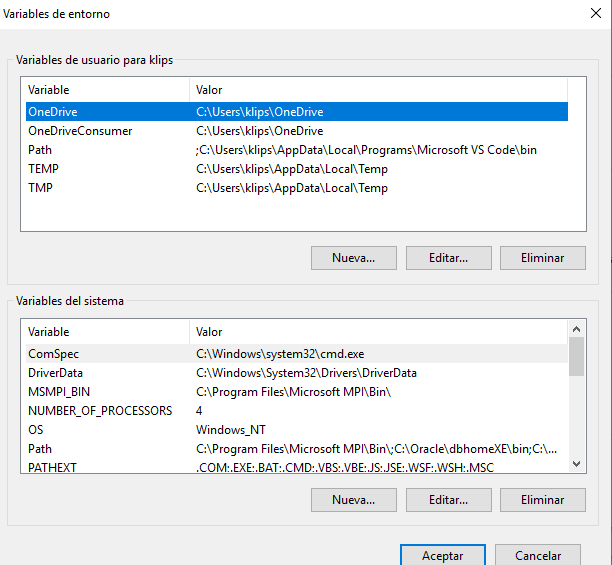 Variables de entorno
Variables de usuario para klips
Variable Valor
OneDrive C:\Users\klips\OneDrive
OneDriveConsumer C:\Users\klips\OneDrive
Path ;C:\Users\klips\AppData\Local\Programs\Microsoft VS Code\bin
TEMP C:\Users\klips\AppData\Local\Temp
TMP C:\Users\klips\AppData\Local\Temp
Nueva... Editar... Eliminar
Variables del sistema
Variable Valor
ComSpec C:\Windows\system32\cmd.exe
DriverData C:\Windows\System32\Drivers\DriverData
MSMPI_BIN C:\Program Files\Microsoft MPI\Bin\
NUMBER_OF_PROCESSORS 4
OS Windows_NT
Path C:\Program Files\Microsoft MPI\Bin\;C:\Oracle\dbhomeXE\bin;C:\...
PATHEXT .COM;.EXE;.BAT;.CMD;.VBS;.VBE;.JS;.JSE;.WSF;.WSH;.MSC
Nueva... Editar... Eliminar
Aceptar Cancelar